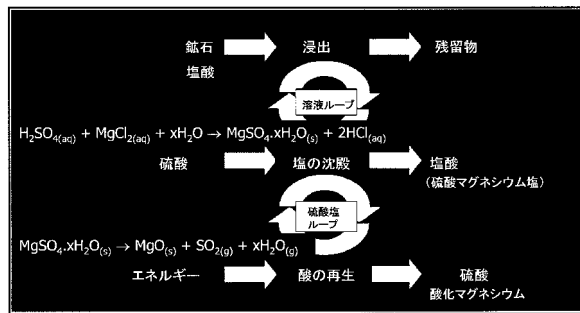 鉱石 浸出 残留物
塩酸
溶液ループ
H₂SO₄(aq) + MgCl₂(aq) + xH₂O → MgSO₄.xH₂O(s) + 2HCl(aq)
硫酸 塩の沈殿 塩酸
(硫酸マグネシウム塩)
硫酸塩
ループ
MgSO₄.xH₂O(s) → MgO(s) + SO₂(g) + xH₂O(g)
エネルギー 酸の再生 硫酸
酸化マグネシウム